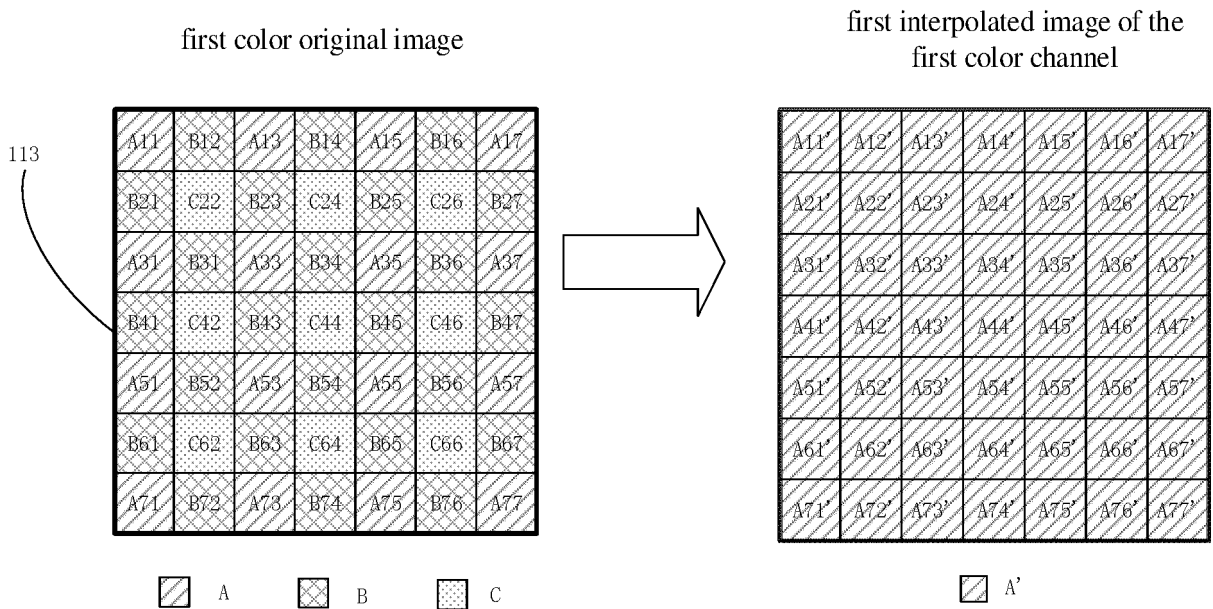 first color original image
first interpolated image of the
first color channel
113
A11 B12 A13 B14 A15 B16 A17
B21 C22 B23 C24 B25 C26 B27
A31 B31 A33 B34 A35 B36 A37
B41 C42 B43 C44 B45 C46 B47
A51 B52 A53 B54 A55 B56 A57
B61 C62 B63 C64 B65 C66 B67
A71 B72 A73 B74 A75 B76 A77
A B C
A11' A12' A13' A14' A15' A16' A17'
A21' A22' A23' A24' A25' A26' A27'
A31' A32' A33' A34' A35' A36' A37'
A41' A42' A43' A44' A45' A46' A47'
A51' A52' A53' A54' A55' A56' A57'
A61' A62' A63' A64' A65' A66' A67'
A71' A72' A73' A74' A75' A76' A77'
A'